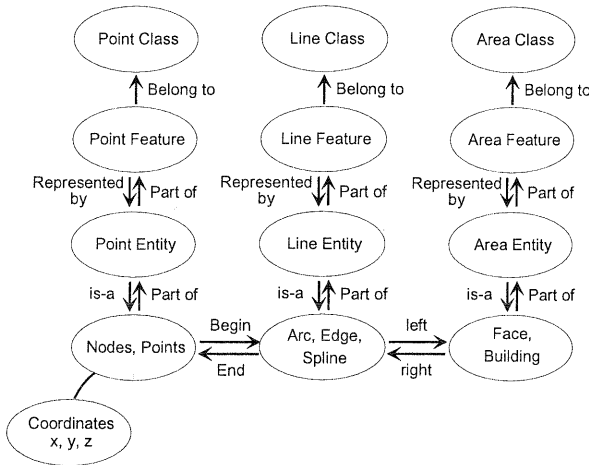 Point Class
Line Class
Area Class
Belong to
Belong to
Belong to
Point Feature
Line Feature
Area Feature
Represented
by
Part of
Represented
by
Part of
Represented
by
Part of
Point Entity
Line Entity
Area Entity
is-a
Part of
is-a
Part of
is-a
Part of
Nodes, Points
Begin
End
Arc, Edge,
Spline
left
right
Face,
Building
Coordinates
x, y, z